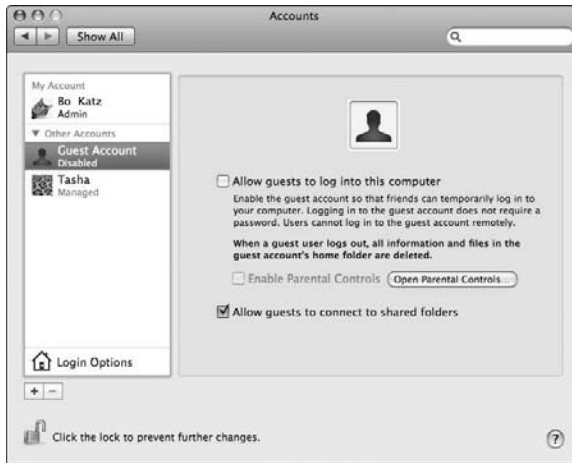 Accounts
Show All
My Account
Bo Katz
Admin
Other Accounts
Guest Account
Disabled
Tasha
Managed
Login Options
+ −
Allow guests to log into this computer
Enable the guest account so that friends can temporarily log in to
your computer. Logging in to the guest account does not require a
password. Users cannot log in to the guest account remotely.
When a guest user logs out, all information and files in the
guest account's home folder are deleted.
Enable Parental Controls Open Parental Controls...
Allow guests to connect to shared folders
Click the lock to prevent further changes.
?